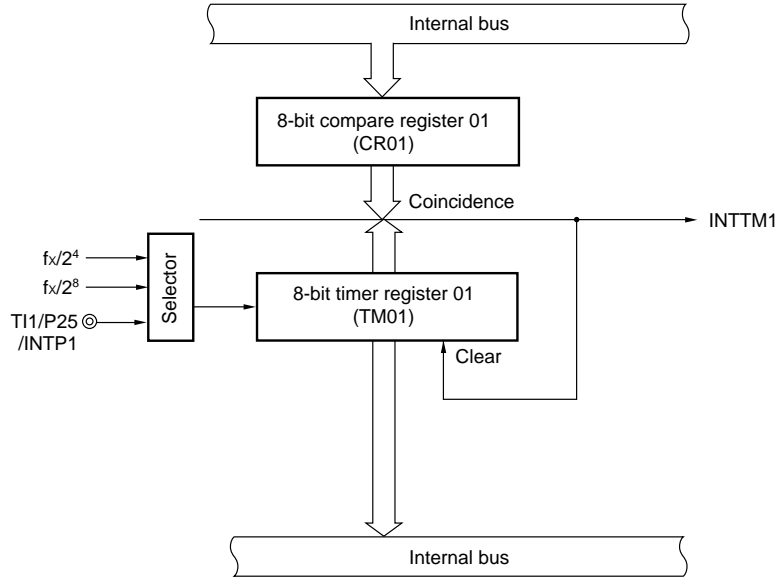 Internal bus
8-bit compare register 01
(CR01)
Coincidence
INTTM1
fx/2⁴
fx/2⁸
TI1/P25
/INTP1
Selector
8-bit timer register 01
(TM01)
Clear
Internal bus